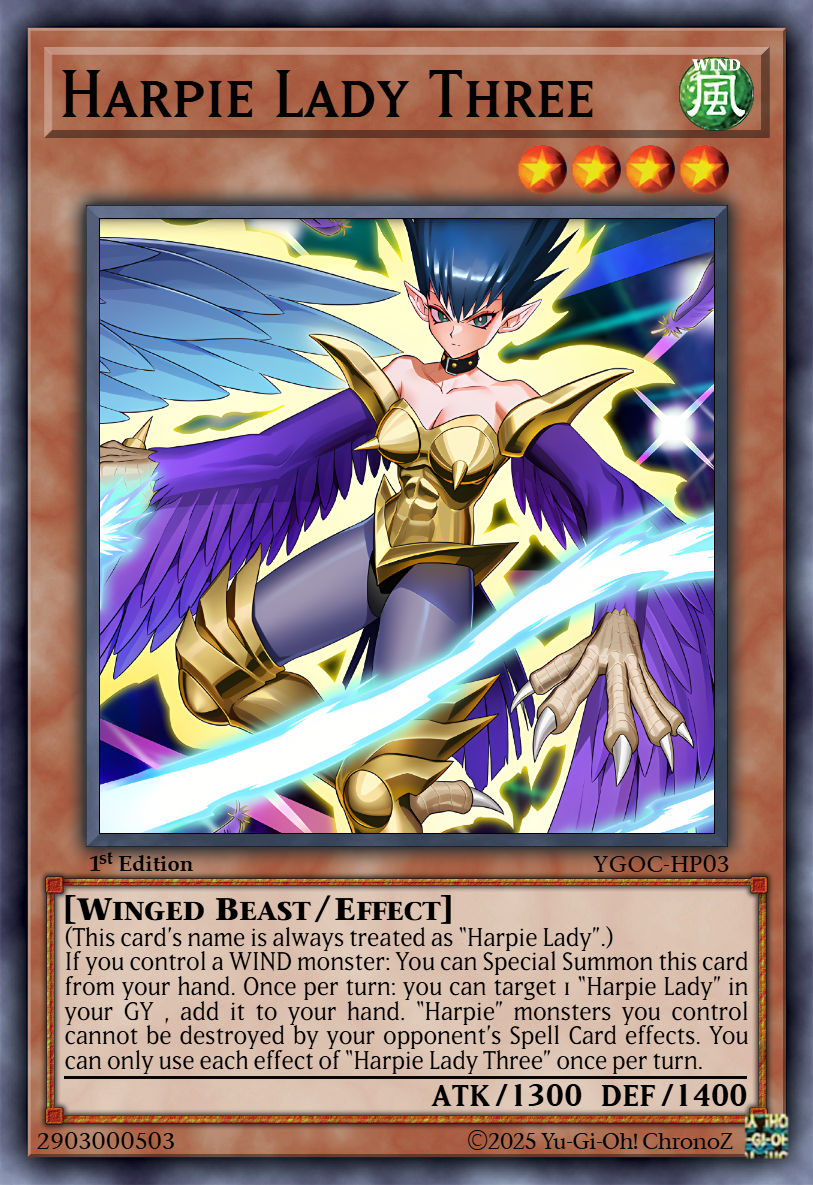 Harpie Lady Three
WIND
風
1st Edition
YGOC-HP03
[Winged Beast/Effect]
(This card's name is always treated as "Harpie Lady".)
If you control a WIND monster: You can Special Summon this card
from your hand. Once per turn: you can target 1 "Harpie Lady" in
your GY , add it to your hand. "Harpie" monsters you control
cannot be destroyed by your opponent's Spell Card effects. You
can only use each effect of "Harpie Lady Three" once per turn.
ATK/1300 DEF/1400
2903000503
©2025 Yu-Gi-Oh! ChronoZ